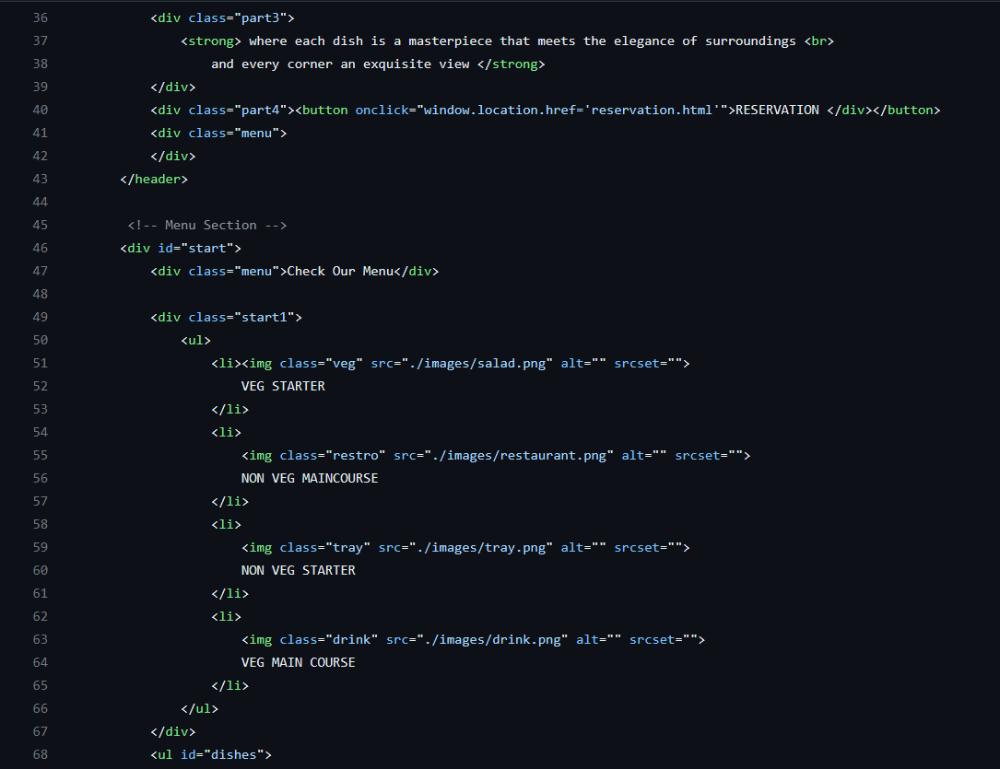 36 <div class="part3">
37 <strong> where each dish is a masterpiece that meets the elegance of surroundings <br>
38 and every corner an exquisite view </strong>
39 </div>
40 <div class="part4"><button onclick="window.location.href='reservation.html'">RESERVATION </div></button>
41 <div class="menu">
42 </div>
43 </header>
44
45 <!-- Menu Section -->
46 <div id="start">
47 <div class="menu">Check Our Menu</div>
48
49 <div class="start1">
50 <ul>
51 <li><img class="veg" src="./images/salad.png" alt="" srcset="">
52 VEG STARTER
53 </li>
54 <li>
55 <img class="restro" src="./images/restaurant.png" alt="" srcset="">
56 NON VEG MAINCOURSE
57 </li>
58 <li>
59 <img class="tray" src="./images/tray.png" alt="" srcset="">
60 NON VEG STARTER
61 </li>
62 <li>
63 <img class="drink" src="./images/drink.png" alt="" srcset="">
64 VEG MAIN COURSE
65 </li>
66 </ul>
67 </div>
68 <ul id="dishes">